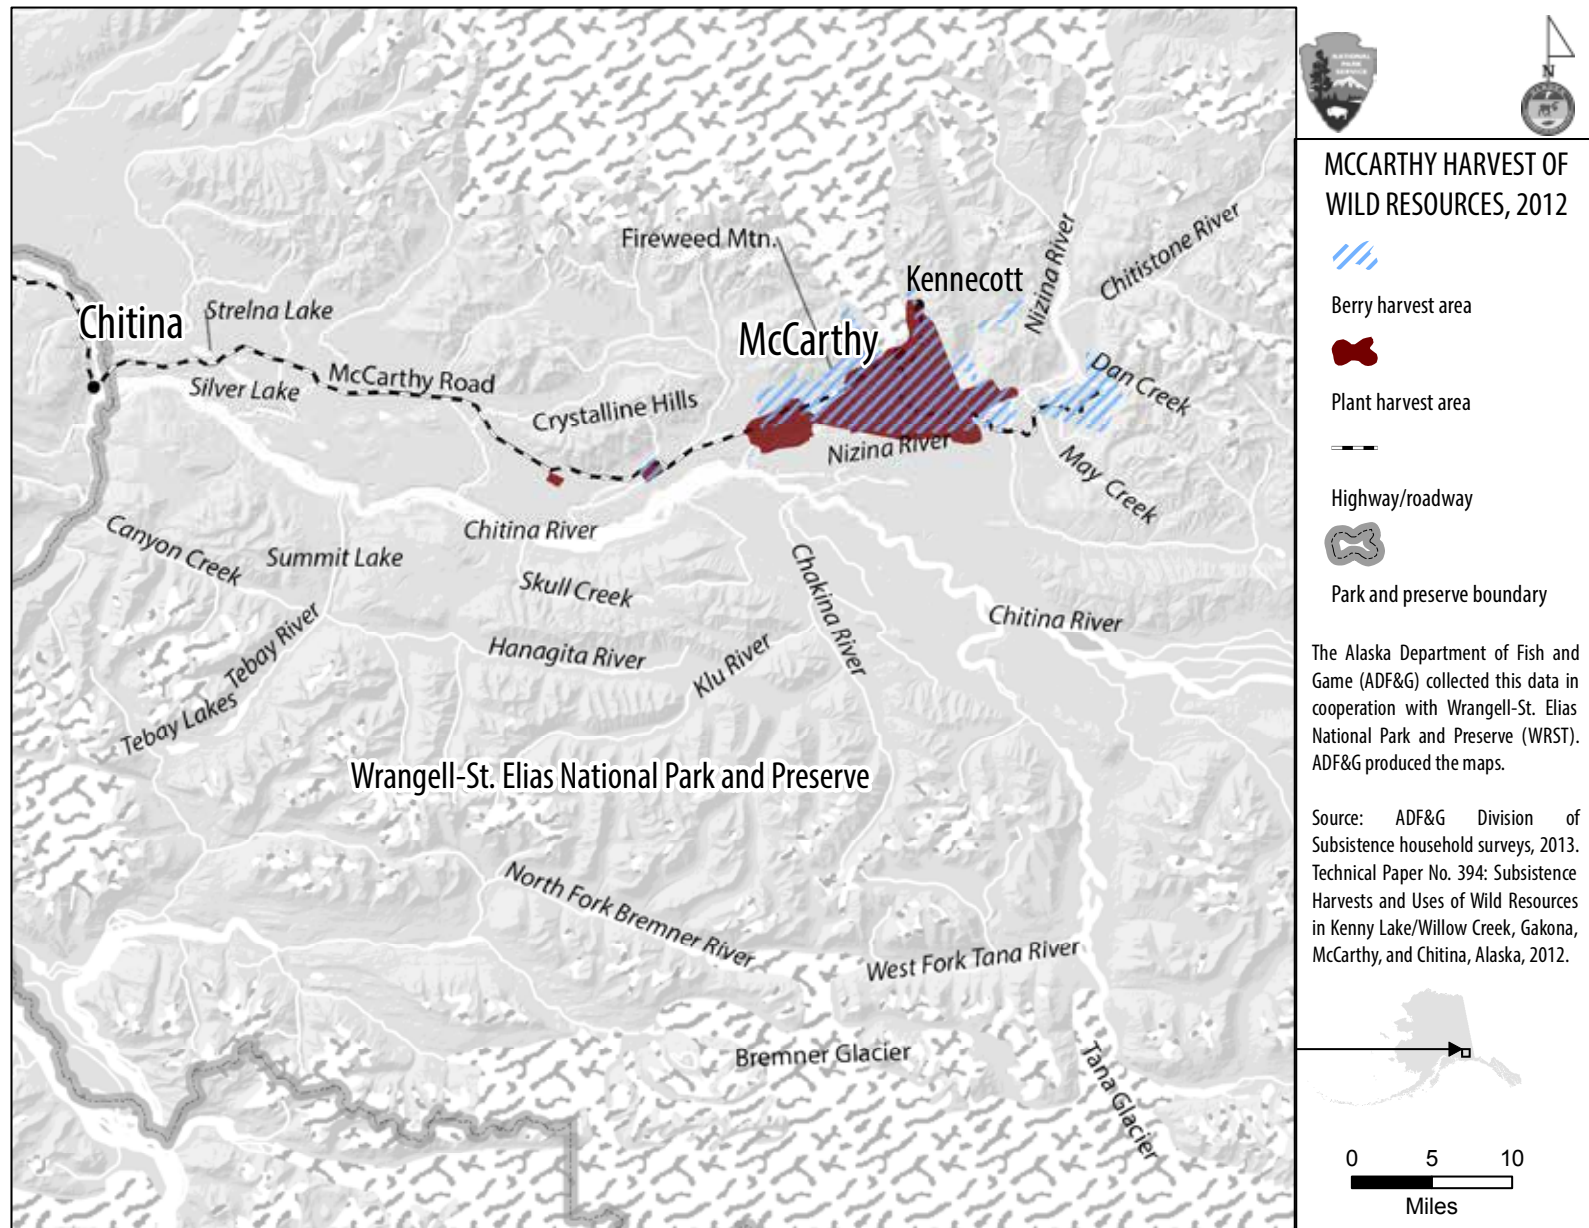 NATIONAL
PARK
SERVICE
N
MCCARTHY HARVEST OF
WILD RESOURCES, 2012
Fireweed Mtn.
Kennecott
Nizina River
Chitistone River
Chitina
Strelna Lake
McCarthy
Berry harvest area
Silver Lake
McCarthy Road
Dan Creek
Crystalline Hills
Plant harvest area
Nizina River
May Creek
Highway/roadway
Canyon Creek
Summit Lake
Chitina River
Skull Creek
Chakina River
Chitina River
Park and preserve boundary
Tebay River
Hanagita River
Klu River
Tebay Lakes
Wrangell-St. Elias National Park and Preserve
The Alaska Department of Fish and
Game (ADF&G) collected this data in
cooperation with Wrangell-St. Elias
National Park and Preserve (WRST).
ADF&G produced the maps.
Source: ADF&G Division of
Subsistence household surveys, 2013.
Technical Paper No. 394: Subsistence
Harvests and Uses of Wild Resources
in Kenny Lake/Willow Creek, Gakona,
McCarthy, and Chitina, Alaska, 2012.
North Fork Bremner River
West Fork Tana River
Bremner Glacier
Tana Glacier
0 5 10
Miles